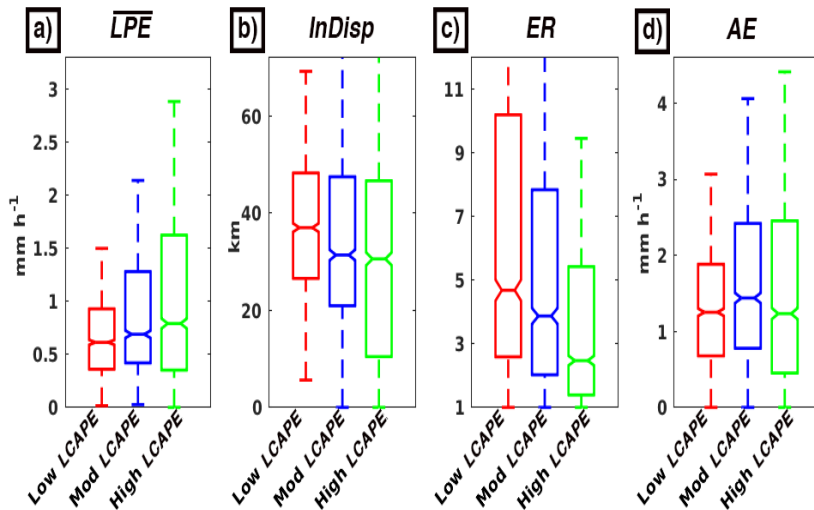 a) LPE
b) InDisp
c) ER
d) AE
3
2.5
2
1.5
1
0.5
0
mm h⁻¹
Low LCAPE
Mod LCAPE
High LCAPE
60
40
20
0
km
Low LCAPE
Mod LCAPE
High LCAPE
11
9
7
5
3
1
Low LCAPE
Mod LCAPE
High LCAPE
4
3
2
1
0
mm h⁻¹
Low LCAPE
Mod LCAPE
High LCAPE